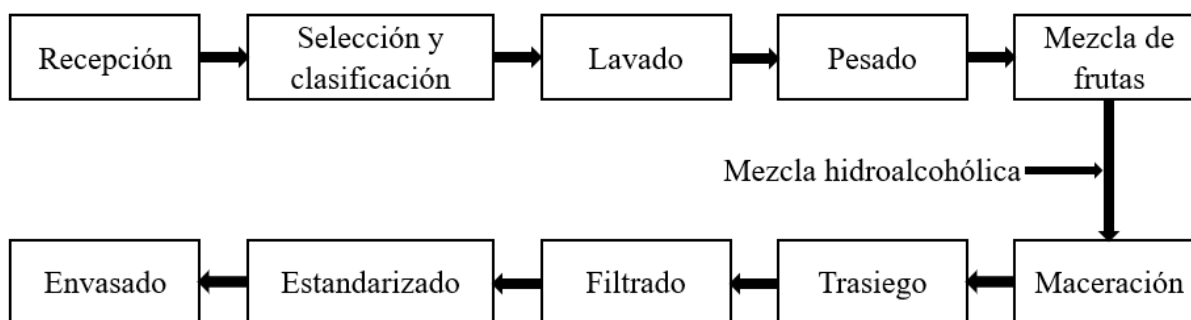 Recepción
Selección y
clasificación
Lavado
Pesado
Mezcla de
frutas
Mezcla hidroalcohólica
Maceración
Trasiego
Filtrado
Estandarizado
Envasado